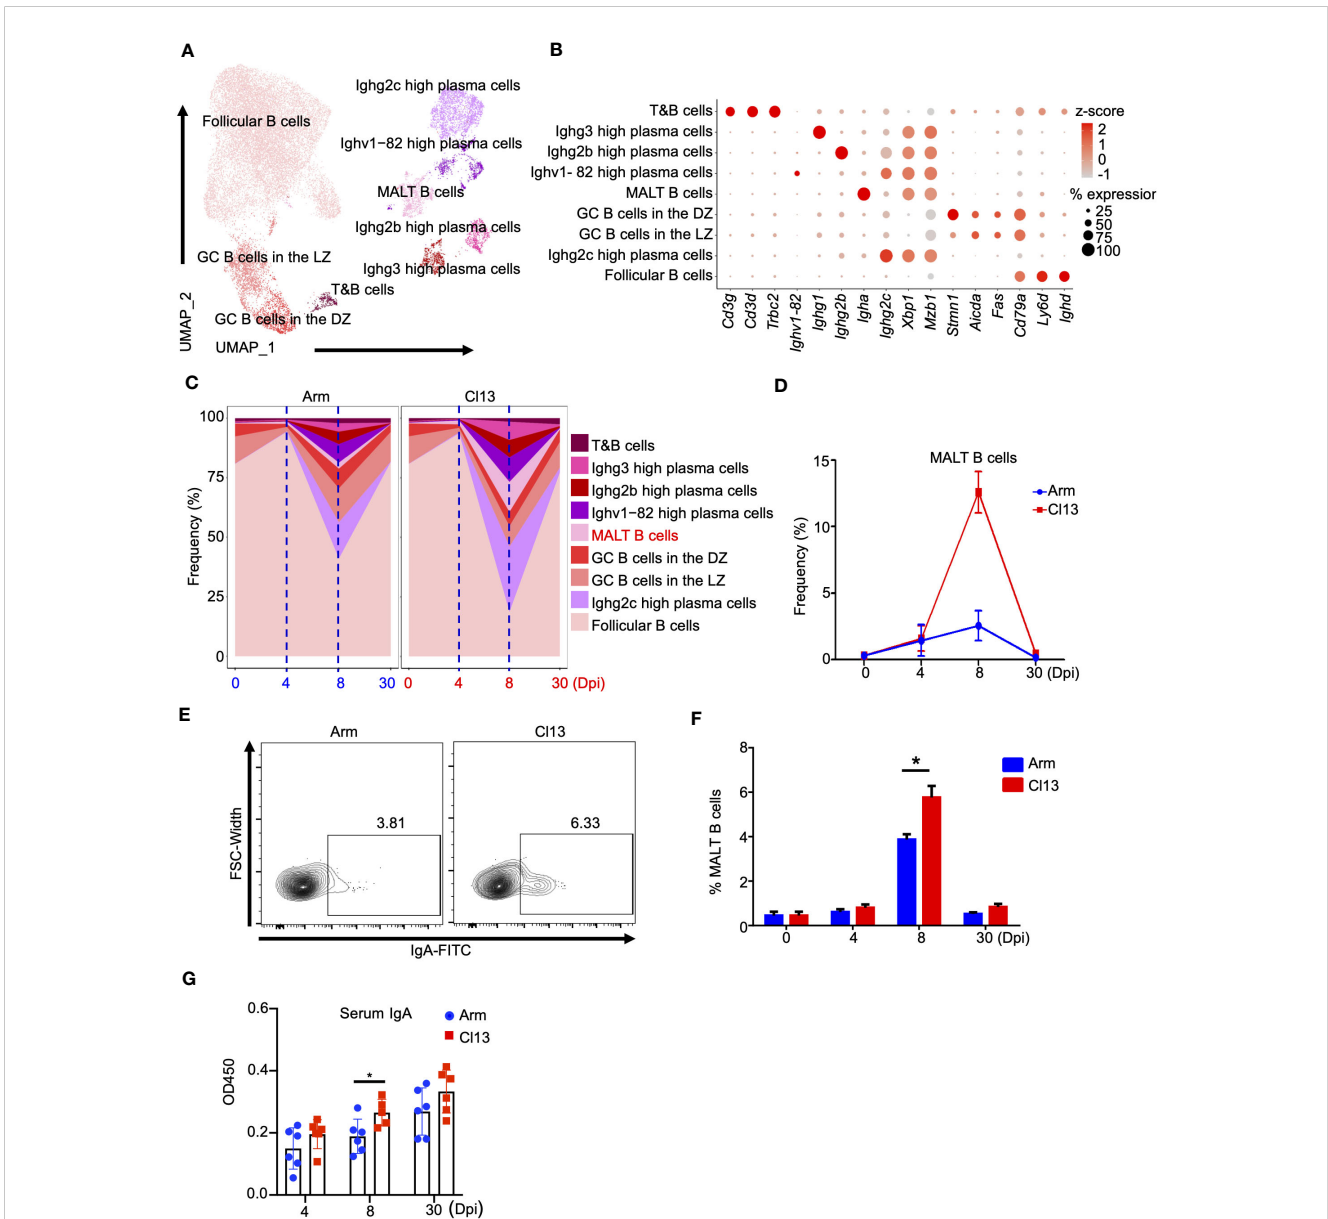 A
Ighg2c high plasma cells
Follicular B cells
Ighv1−82 high plasma cells
MALT B cells
Ighg2b high plasma cells
GC B cells in the LZ
Ighg3 high plasma cells
T&B cells
GC B cells in the DZ
UMAP_2
UMAP_1
B
T&B cells
Ighg3 high plasma cells
Ighg2b high plasma cells
Ighv1- 82 high plasma cells
MALT B cells
GC B cells in the DZ
GC B cells in the LZ
Ighg2c high plasma cells
Follicular B cells
Cd3g Cd3d Trbc2 Ighv1-82 Ighg1 Ighg2b Igha Ighg2c Xbp1 Mzb1 Stmn1 Aicda Fas Cd79a Ly6d Ighd
z-score
2
1
0
-1
% expression
25
50
75
100
C
Arm Cl13
Frequency (%)
100
75
50
25
0
0 4 8 30 0 4 8 30 (Dpi)
T&B cells
Ighg3 high plasma cells
Ighg2b high plasma cells
Ighv1−82 high plasma cells
MALT B cells
GC B cells in the DZ
GC B cells in the LZ
Ighg2c high plasma cells
Follicular B cells
D
MALT B cells
Frequency (%)
15
10
5
0
0 4 8 30 (Dpi)
Arm
Cl13
E
Arm Cl13
3.81 6.33
FSC-Width
IgA-FITC
F
% MALT B cells
8
6
4
2
0
*
0 4 8 30 (Dpi)
Arm
Cl13
G
Serum IgA
OD450
0.6
0.4
0.2
0.0
*
4 8 30 (Dpi)
Arm
Cl13